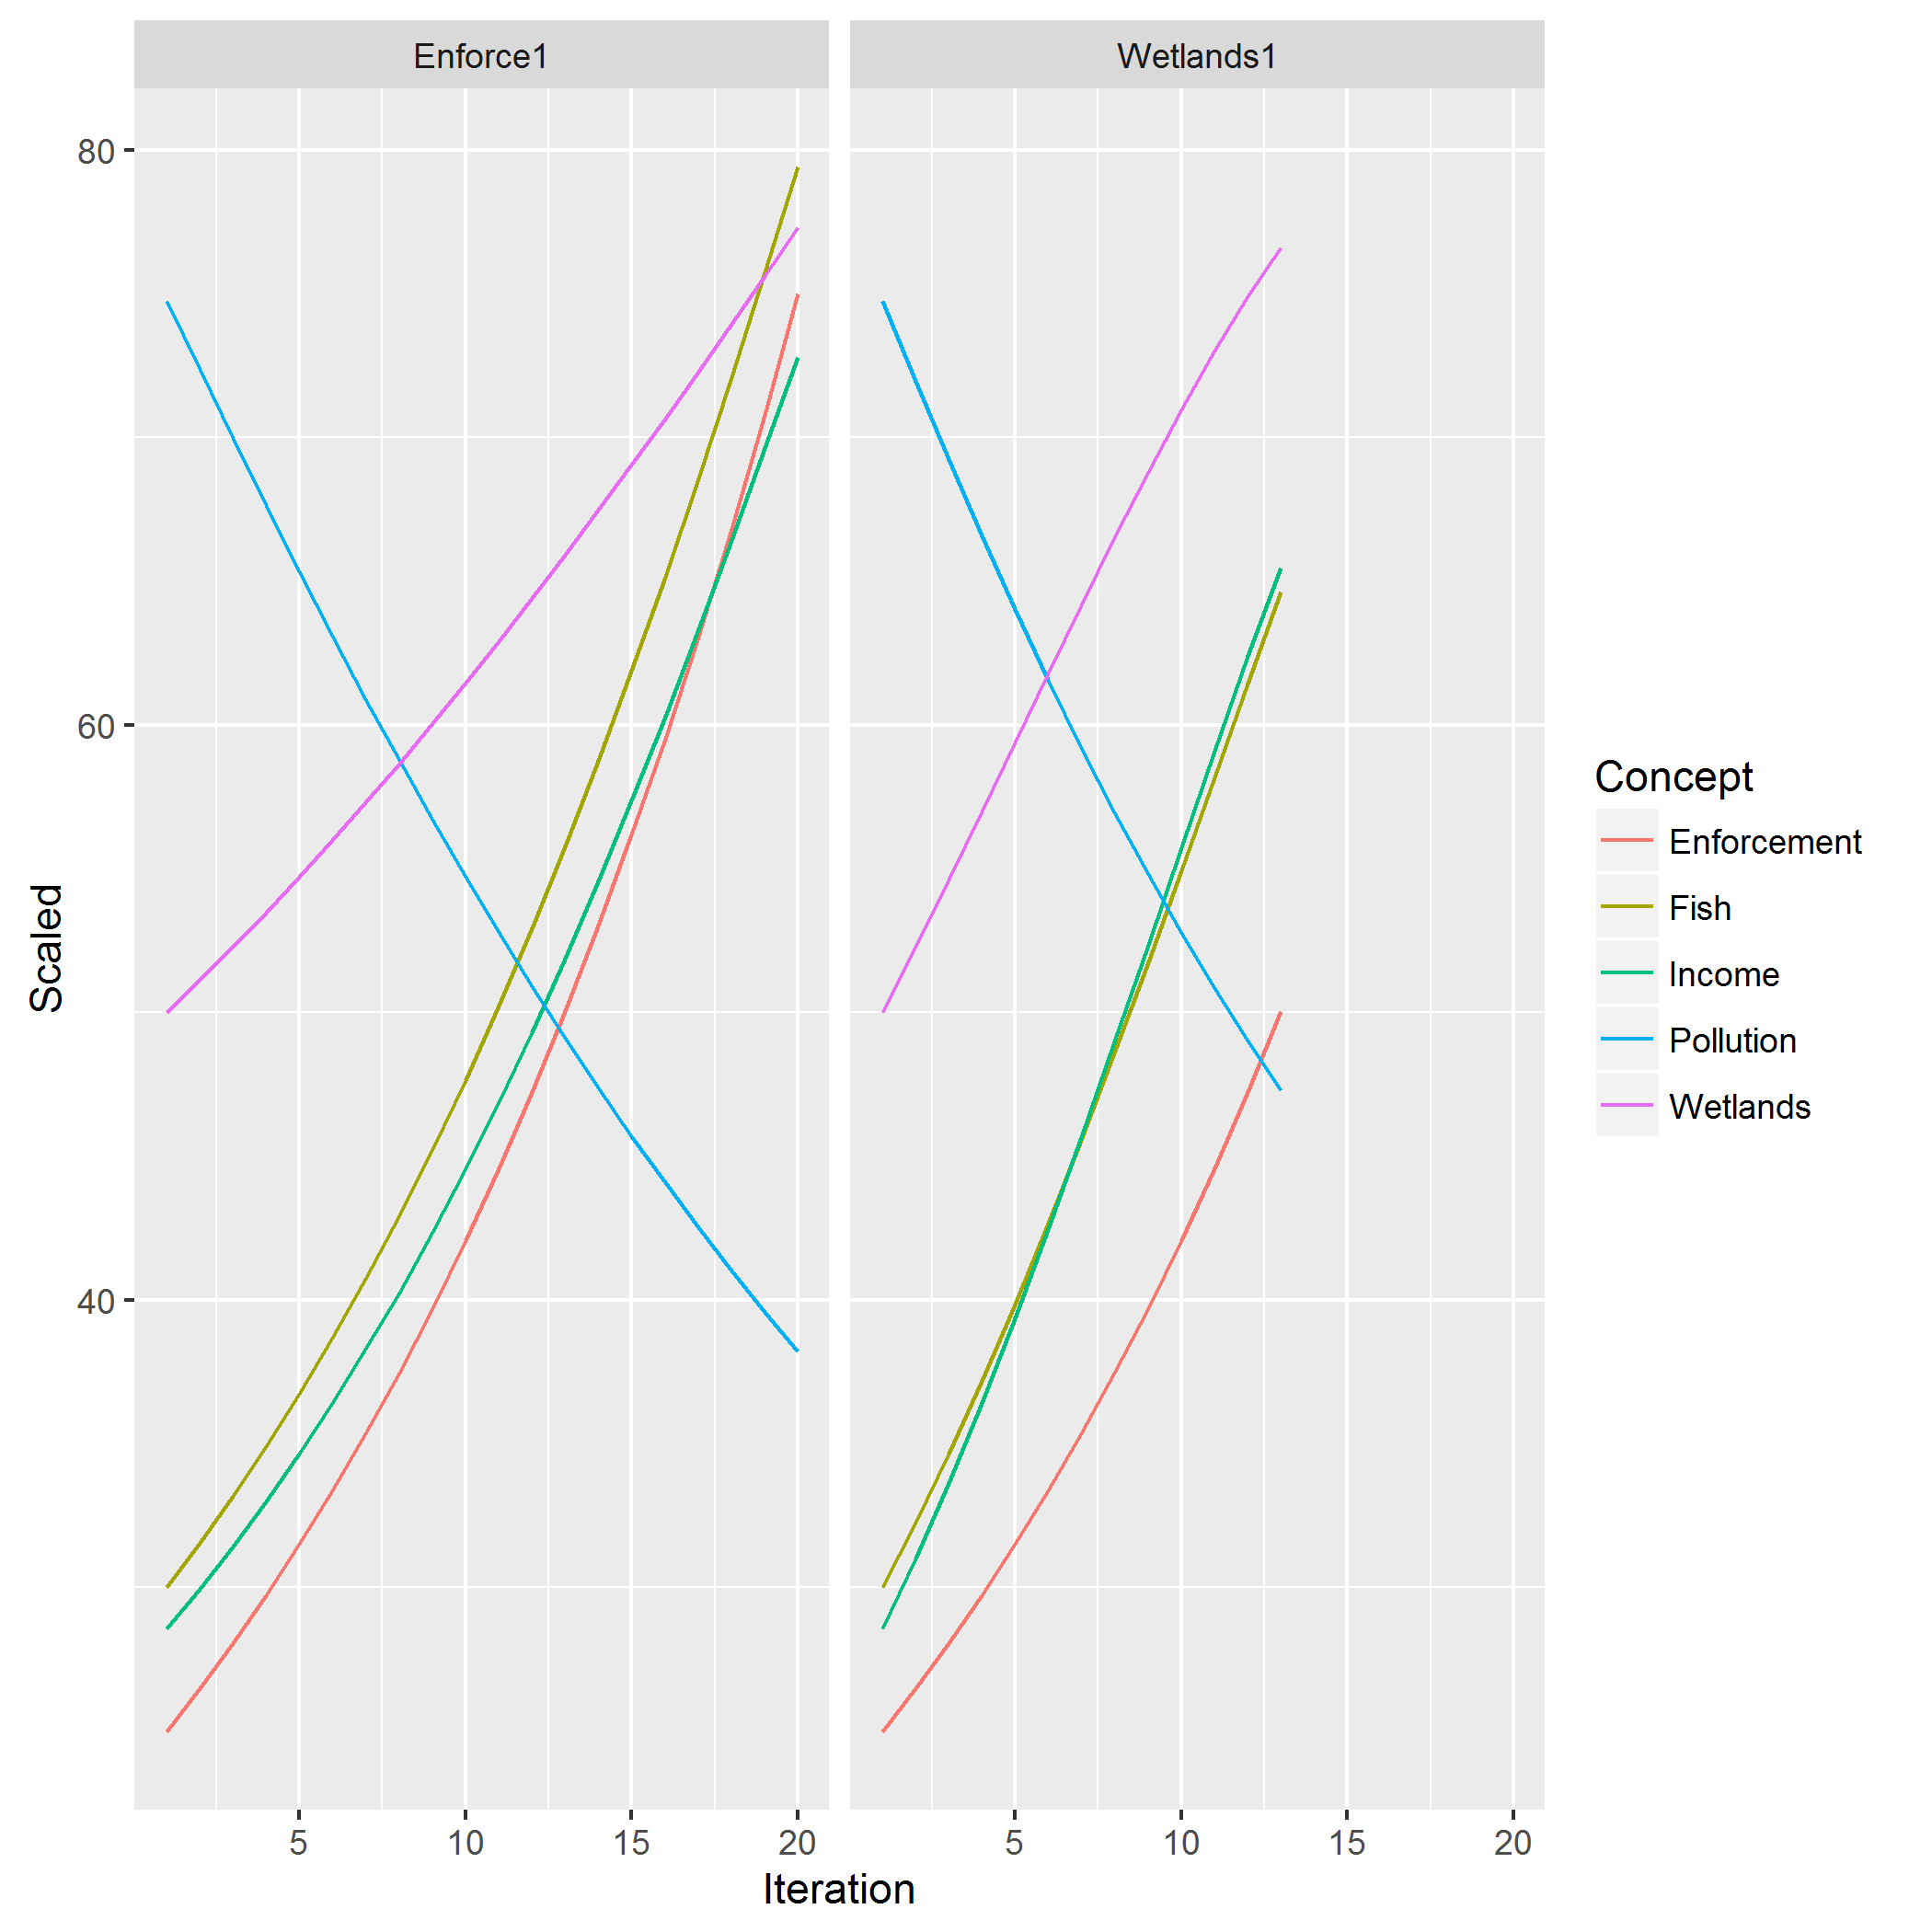 Enforce1 Wetlands1
80
60
40
Scaled
5 10 15 20 5 10 15 20
Iteration
Concept
Enforcement
Fish
Income
Pollution
Wetlands